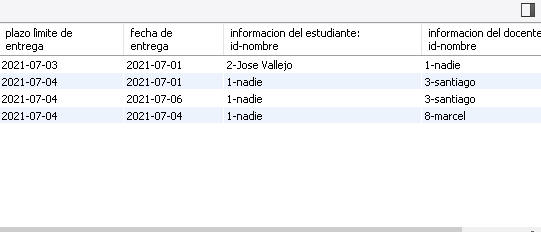 plazo limite de entrega fecha de entrega informacion del estudiante: id-nombre informacion del docente id-nombre
2021-07-03 2021-07-01 2-Jose Vallejo 1-nadie
2021-07-04 2021-07-01 1-nadie 3-santiago
2021-07-04 2021-07-06 1-nadie 3-santiago
2021-07-04 2021-07-04 1-nadie 8-marcel